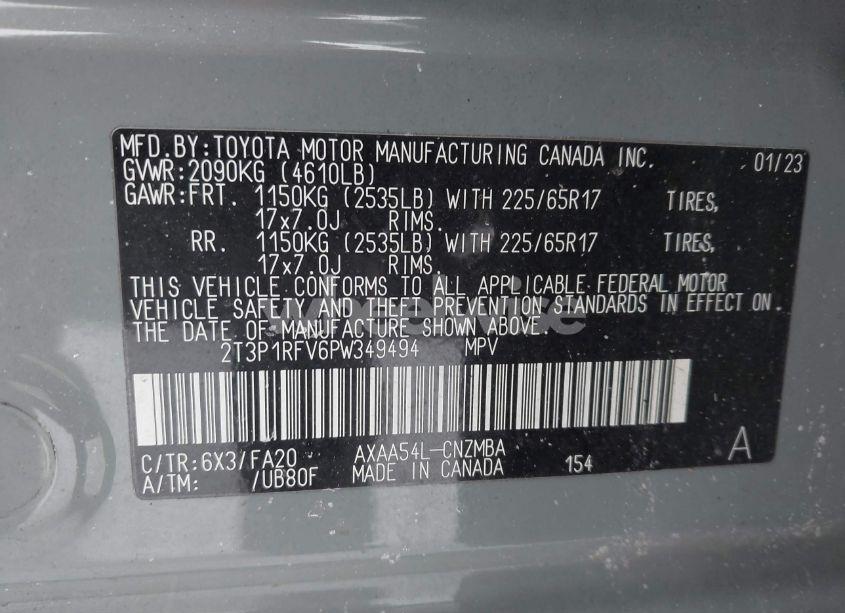 MFD.BY:TOYOTA MOTOR MANUFACTURING CANADA INC. 01/23
GVWR:2090KG (4610LB)
GAWR:FRT. 1150KG (2535LB) WITH 225/65R17 TIRES,
17x7.0J RIMS.
RR. 1150KG (2535LB) WITH 225/65R17 TIRES,
17x7.0J RIMS.
THIS VEHICLE CONFORMS TO ALL APPLICABLE FEDERAL MOTOR
VEHICLE SAFETY AND THEFT PREVENTION STANDARDS IN EFFECT ON
THE DATE OF MANUFACTURE SHOWN ABOVE.
2T3P1RFV6PW349494 MPV
C/TR:6X3/FA20 AXAA54L-CNZMBA A
A/TM: /UB80F MADE IN CANADA 154